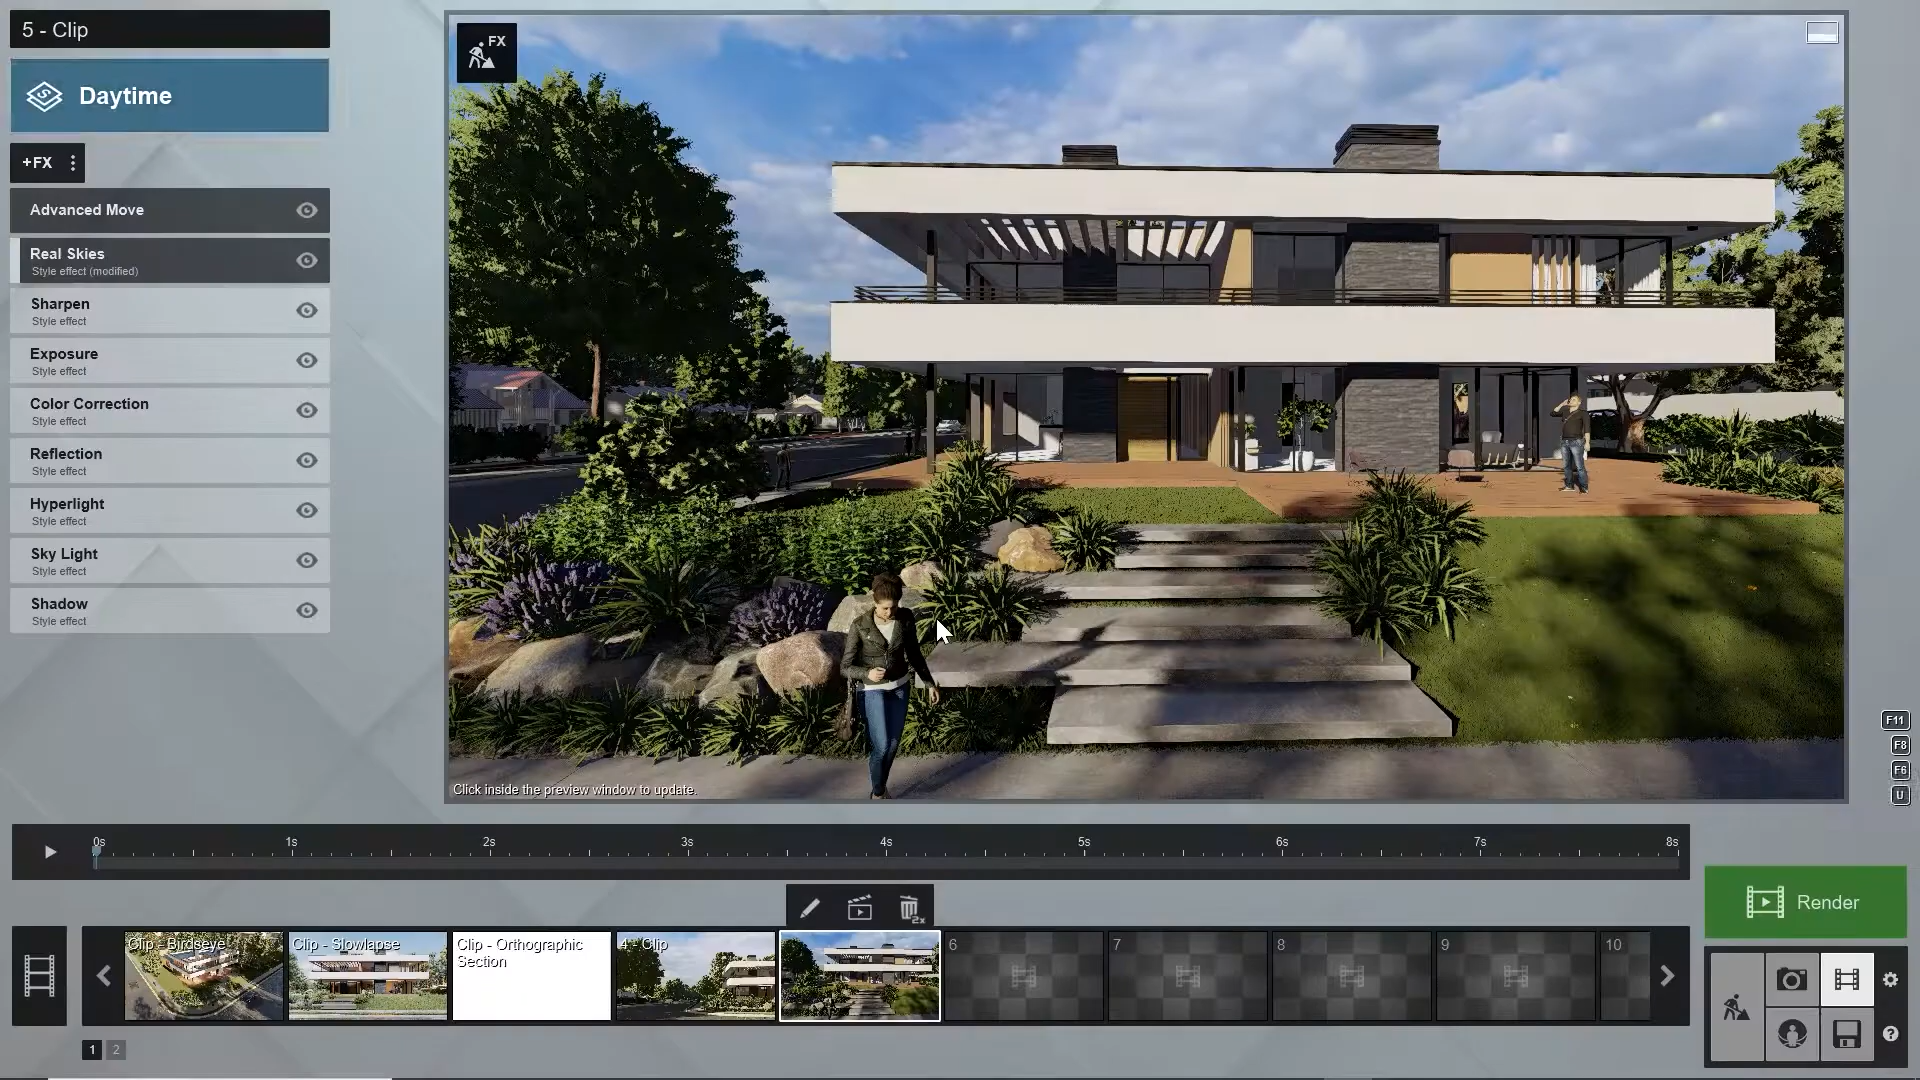 5 - Clip
FX
Daytime
+FX
Advanced Move
Real Skies
Style effect (modified)
Sharpen
Style effect
Exposure
Style effect
Color Correction
Style effect
Reflection
Style effect
Hyperlight
Style effect
Sky Light
Style effect
Shadow
Style effect
F11
F8
F6
U
Click inside the preview window to update.
0s 1s 2s 3s 4s 5s 6s 7s 8s
2x
Render
Clip - Birdseye
Clip - Slowlapse
Clip - Orthographic
Section
4 - Clip
6
7
8
9
10
?
1 2